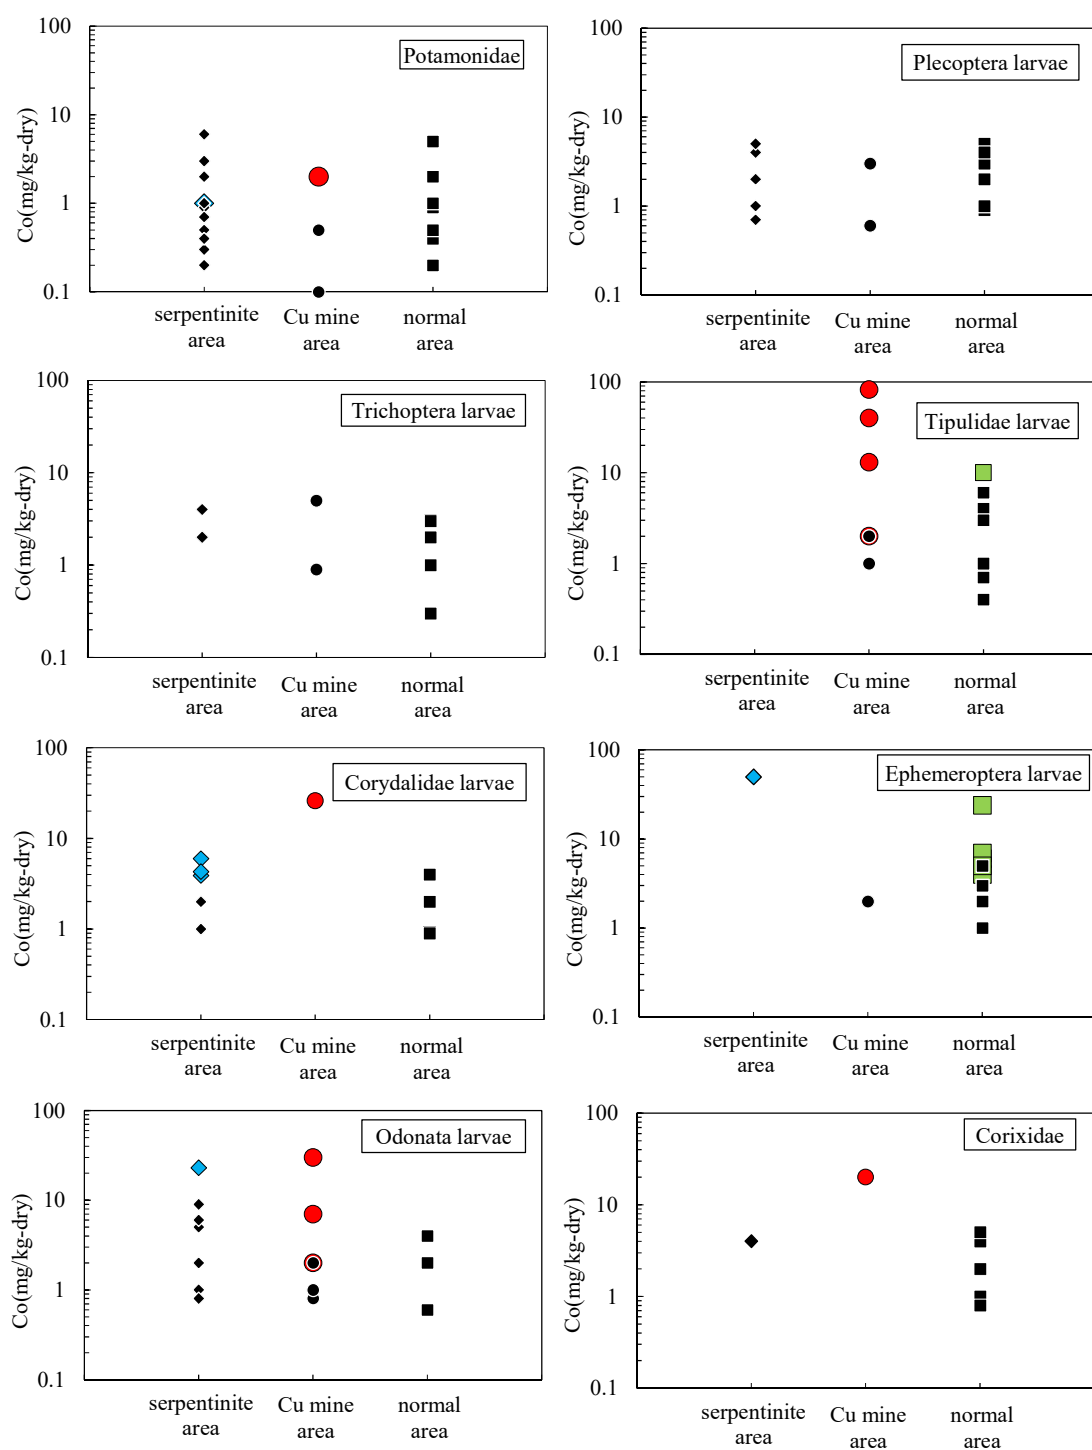 Potamonidae
Co(mg/kg-dry)
100
10
1
0.1
serpentinite area
Cu mine area
normal area
Plecoptera larvae
Co(mg/kg-dry)
100
10
1
0.1
serpentinite area
Cu mine area
normal area
Trichoptera larvae
Co(mg/kg-dry)
100
10
1
0.1
serpentinite area
Cu mine area
normal area
Tipulidae larvae
Co(mg/kg-dry)
100
10
1
0.1
serpentinite area
Cu mine area
normal area
Corydalidae larvae
Co(mg/kg-dry)
100
10
1
0.1
serpentinite area
Cu mine area
normal area
Ephemeroptera larvae
Co(mg/kg-dry)
100
10
1
0.1
serpentinite area
Cu mine area
normal area
Odonata larvae
Co(mg/kg-dry)
100
10
1
0.1
serpentinite area
Cu mine area
normal area
Corixidae
Co(mg/kg-dry)
100
10
1
0.1
serpentinite area
Cu mine area
normal area